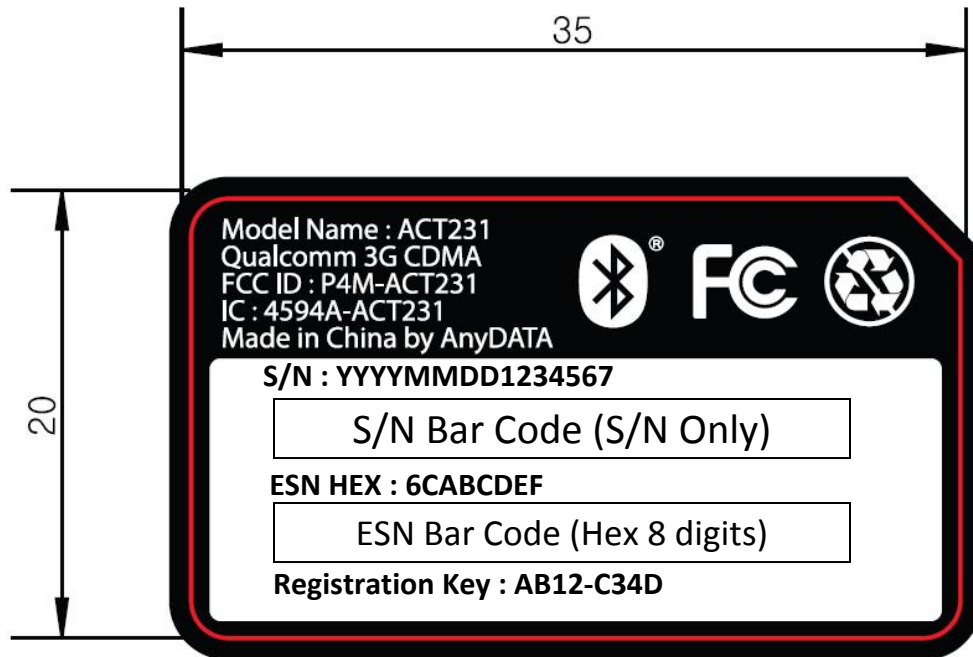 35
20
Model Name : ACT231
Qualcomm 3G CDMA
FCC ID : P4M-ACT231
IC : 4594A-ACT231
Made in China by AnyDATA
®
FC
S/N : YYYYMMDD1234567
S/N Bar Code (S/N Only)
ESN HEX : 6CABCDEF
ESN Bar Code (Hex 8 digits)
Registration Key : AB12-C34D